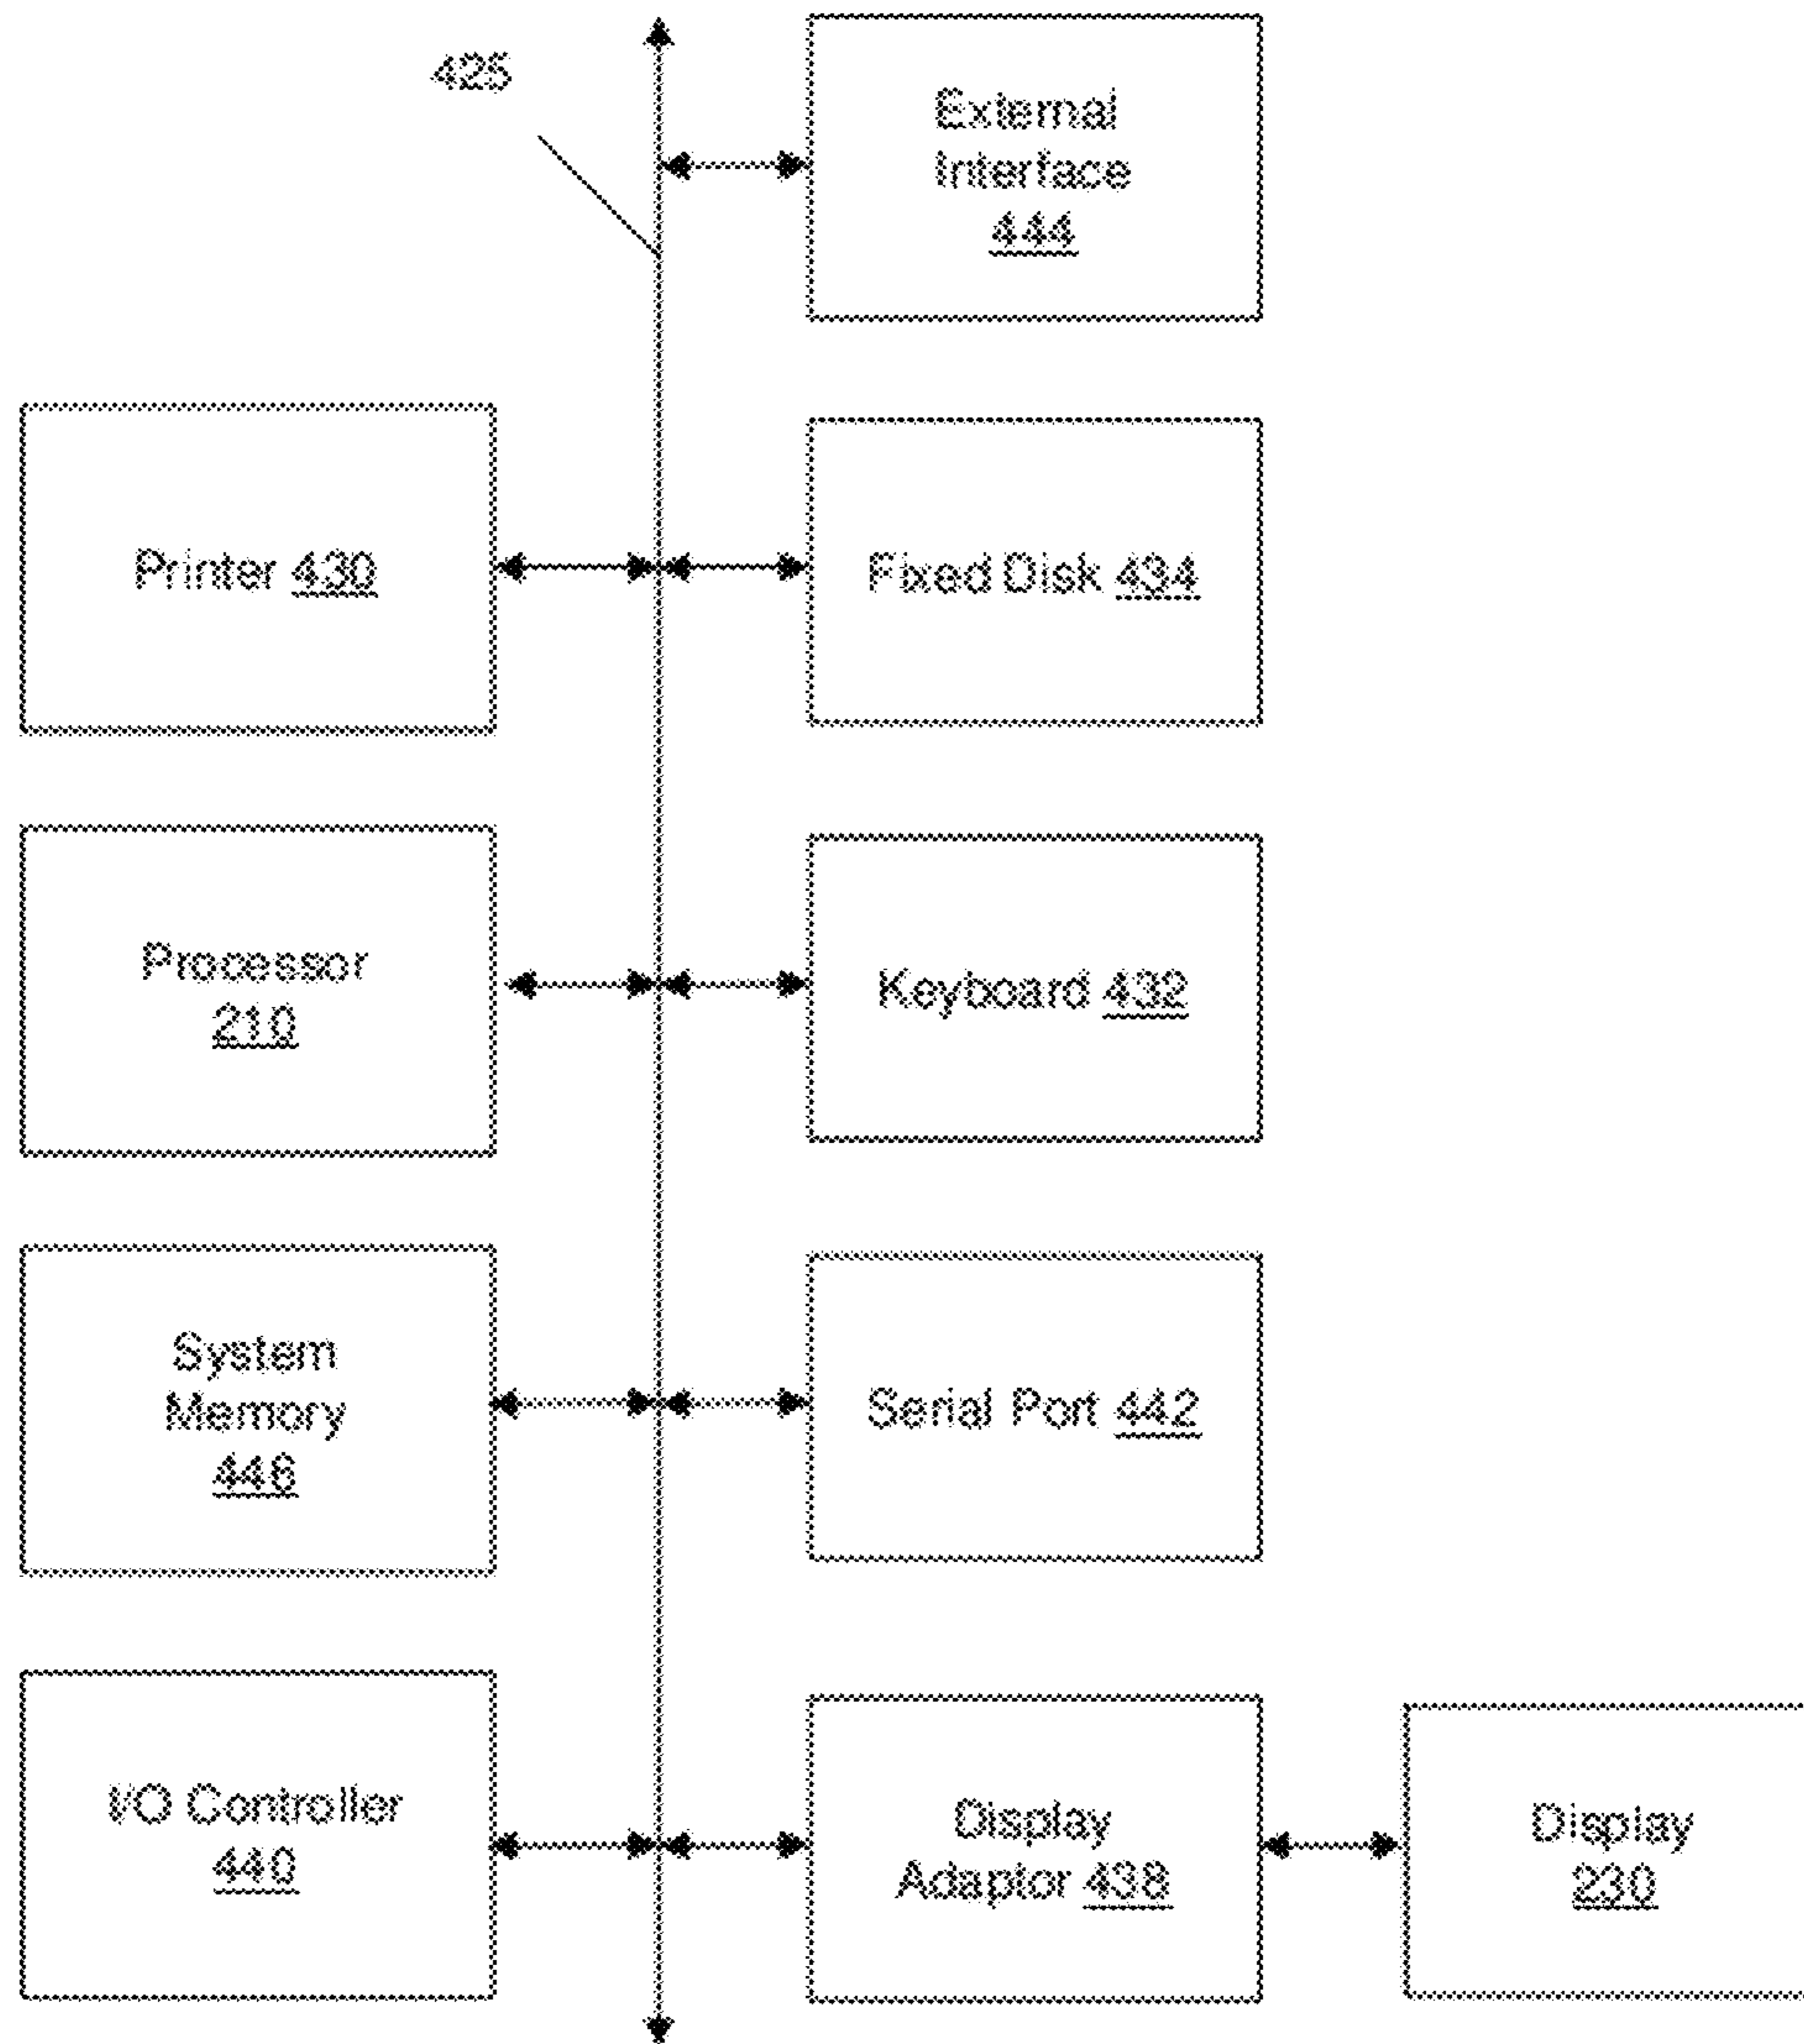 425
External
Interface
444
Printer 430
Fixed Disk 434
Processor
210
Keyboard 432
System
Memory
446
Serial Port 442
I/O Controller
440
Display
Adaptor 438
Display
230